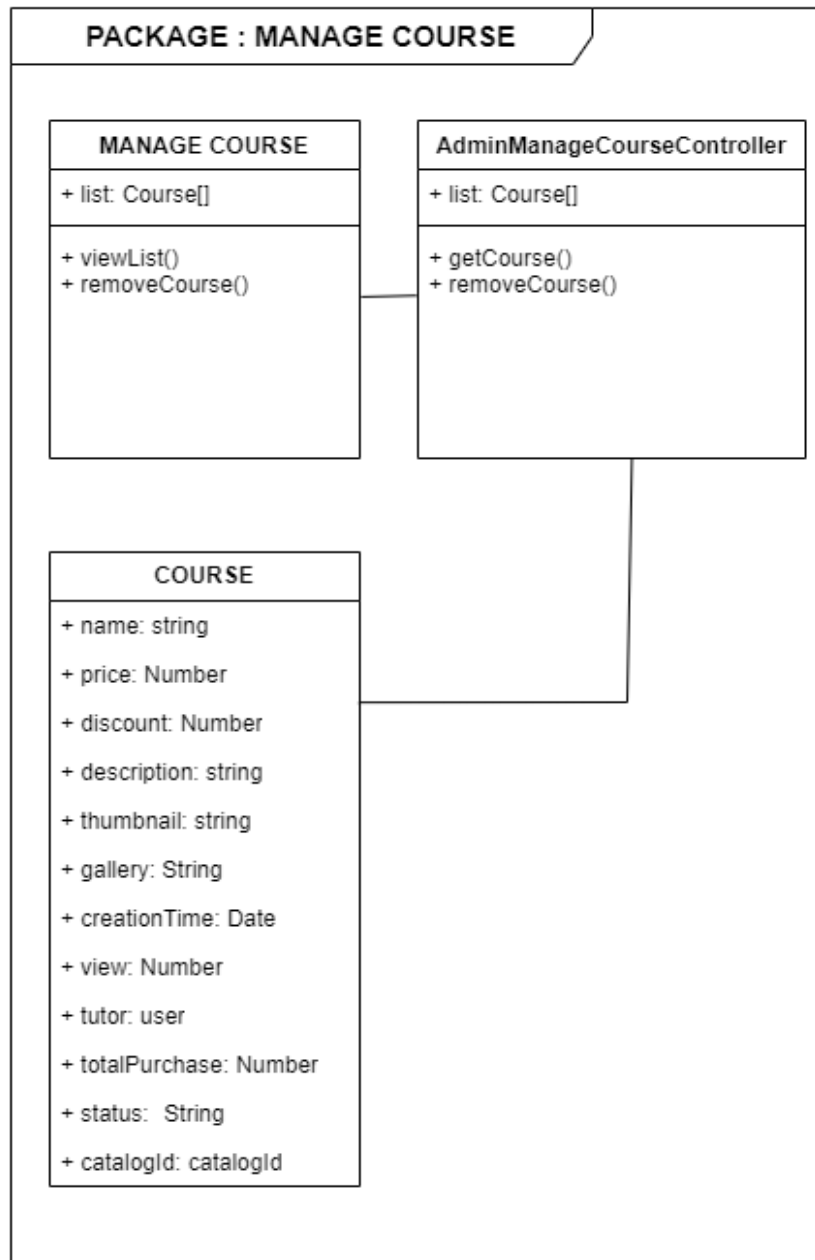 PACKAGE : MANAGE COURSE
MANAGE COURSE
+ list: Course[]
+ viewList()
+ removeCourse()
AdminManageCourseController
+ list: Course[]
+ getCourse()
+ removeCourse()
COURSE
+ name: string
+ price: Number
+ discount: Number
+ description: string
+ thumbnail: string
+ gallery: String
+ creationTime: Date
+ view: Number
+ tutor: user
+ totalPurchase: Number
+ status:  String
+ catalogId: catalogId